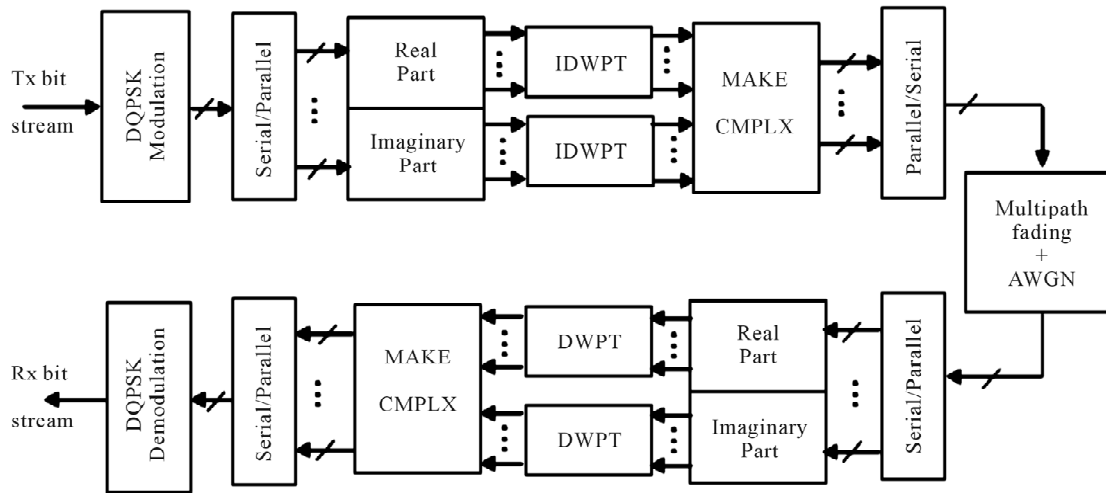 Tx bit
stream
DQPSK
Modulation
Serial/Parallel
Real
Part
Imaginary
Part
IDWPT
IDWPT
MAKE
CMPLX
Parallel/Serial
Multipath
fading
+
AWGN
Rx bit
stream
DQPSK
Demodulation
Serial/Parallel
MAKE
CMPLX
DWPT
DWPT
Real
Part
Imaginary
Part
Serial/Parallel